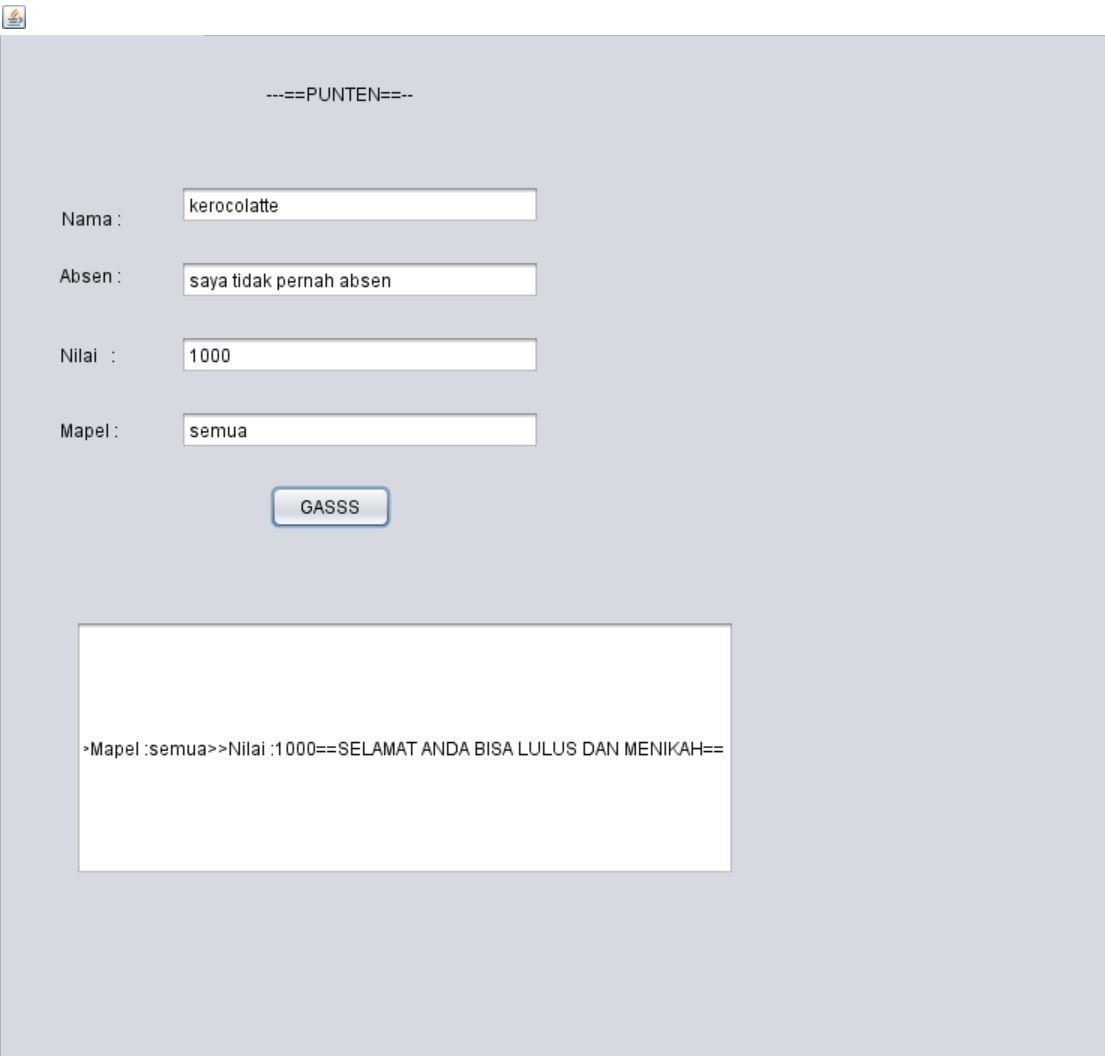 ---==PUNTEN==--
Nama : kerocolatte
Absen : saya tidak pernah absen
Nilai : 1000
Mapel : semua
GASSS
>Mapel :semua>>Nilai :1000==SELAMAT ANDA BISA LULUS DAN MENIKAH==